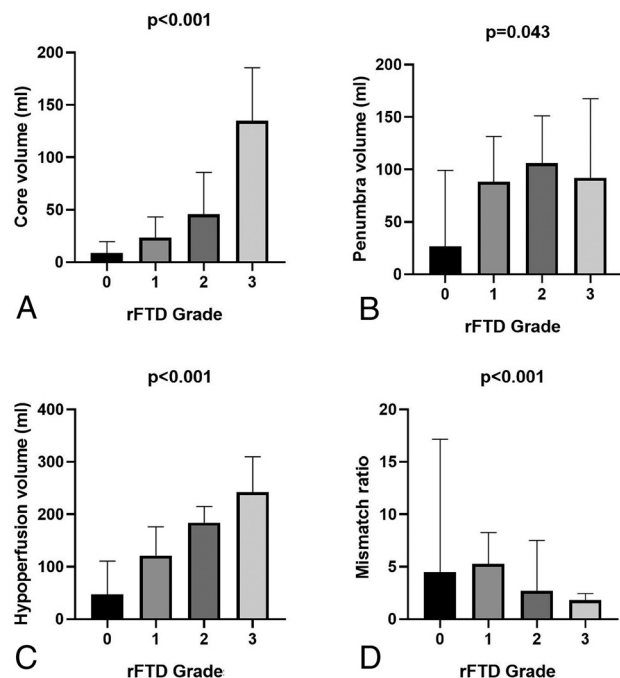 p<0.001
Core volume (ml)
200
150
100
50
0
0 1 2 3
rFTD Grade
A
p=0.043
Penumbra volume (ml)
200
150
100
50
0
0 1 2 3
rFTD Grade
B
p<0.001
Hypoperfusion volume (ml)
400
300
200
100
0
0 1 2 3
rFTD Grade
C
p<0.001
Mismatch ratio
20
15
10
5
0
0 1 2 3
rFTD Grade
D